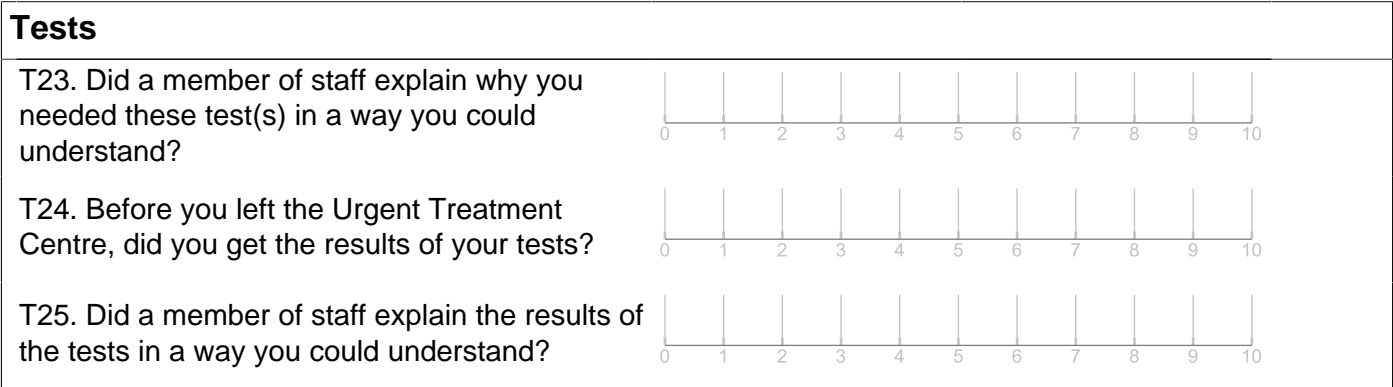 Tests
T23. Did a member of staff explain why you
needed these test(s) in a way you could
understand?
0 1 2 3 4 5 6 7 8 9 10
T24. Before you left the Urgent Treatment
Centre, did you get the results of your tests?
0 1 2 3 4 5 6 7 8 9 10
T25. Did a member of staff explain the results of
the tests in a way you could understand?
0 1 2 3 4 5 6 7 8 9 10